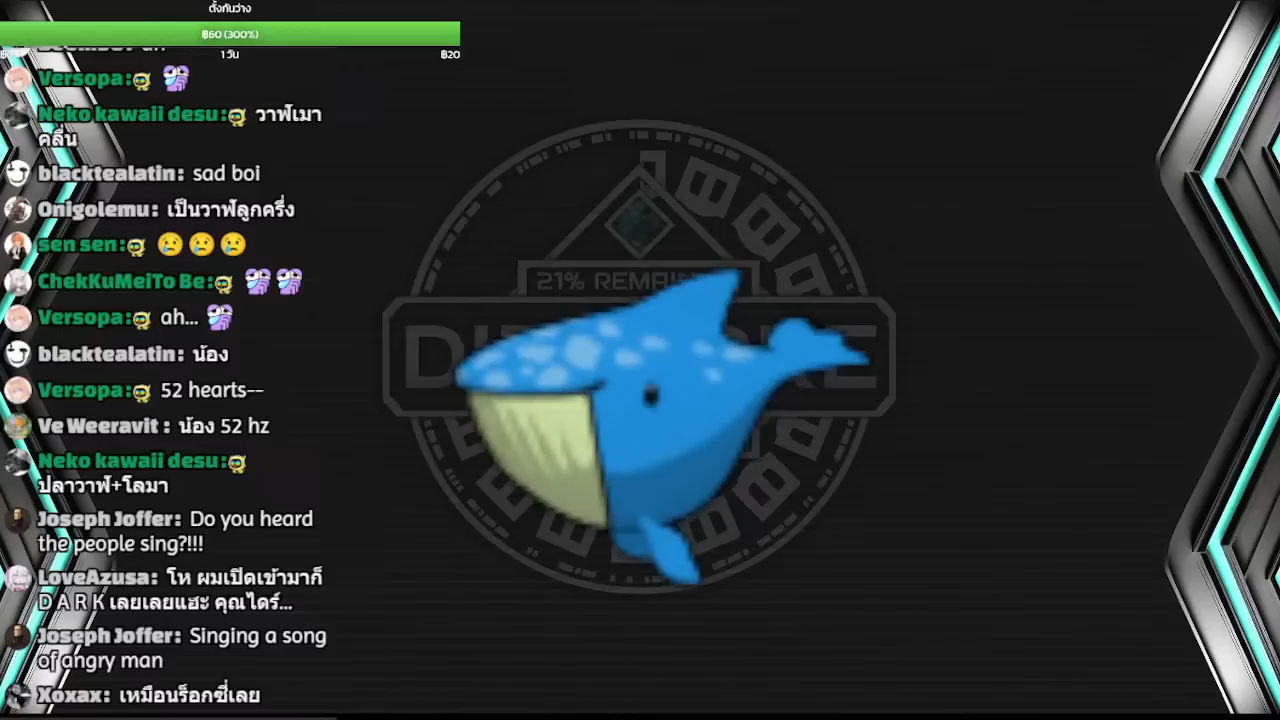 ตั้งกันว่าง
฿60 (300%)
1 วัน
฿20
Versopa:
Neko kawaii desu: วาฬเมา
คลื่น
blacktealatin: sad boi
Onigolemu: เป็นวาฬลูกครึ่ง
sen sen: 😢😢😢
ChekKuMeiTo Be:
Versopa: ah...
blacktealatin: น้อง
Versopa: 52 hearts--
Ve Weeravit : น้อง 52 hz
Neko kawaii desu:
ปลาวาฬ+โลมา
Joseph Joffer: Do you heard
the people sing?!!!
LoveAzusa: โห ผมเปิดเข้ามาก็
D A R K เลยเลยแฮะ คุณไดร์...
Joseph Joffer: Singing a song
of angry man
Xoxax: เหมือนร็อกซี่เลย
21% REMAIN